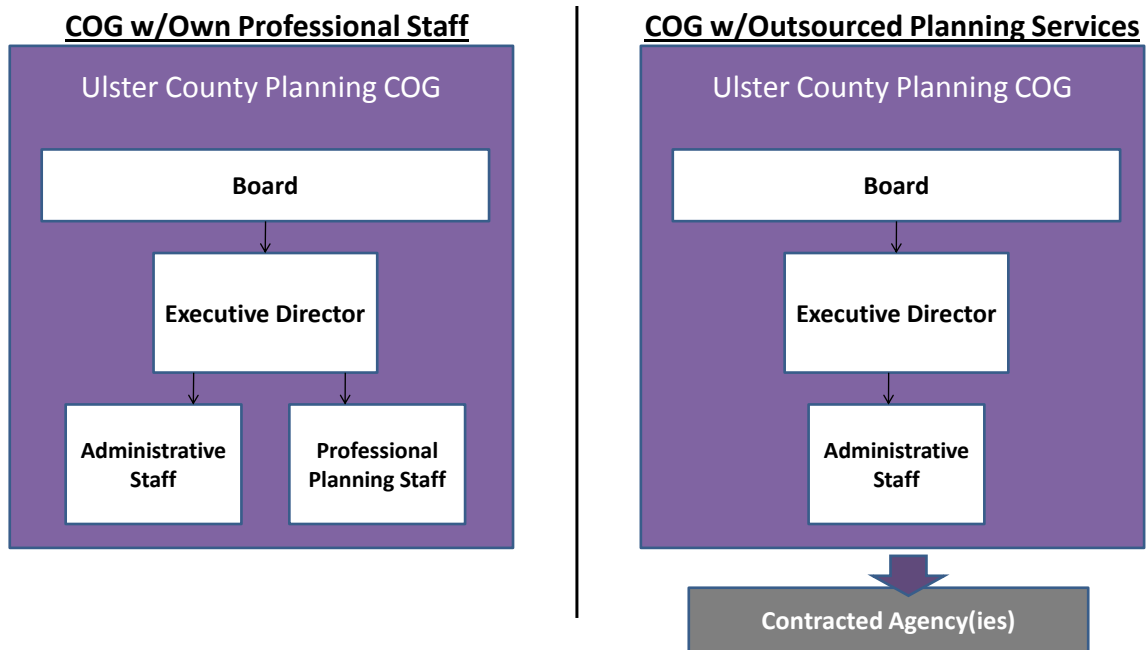 COG w/Own Professional Staff
Ulster County Planning COG
Board
Executive Director
Administrative
Staff
Professional
Planning Staff
COG w/Outsourced Planning Services
Ulster County Planning COG
Board
Executive Director
Administrative
Staff
Contracted Agency(ies)